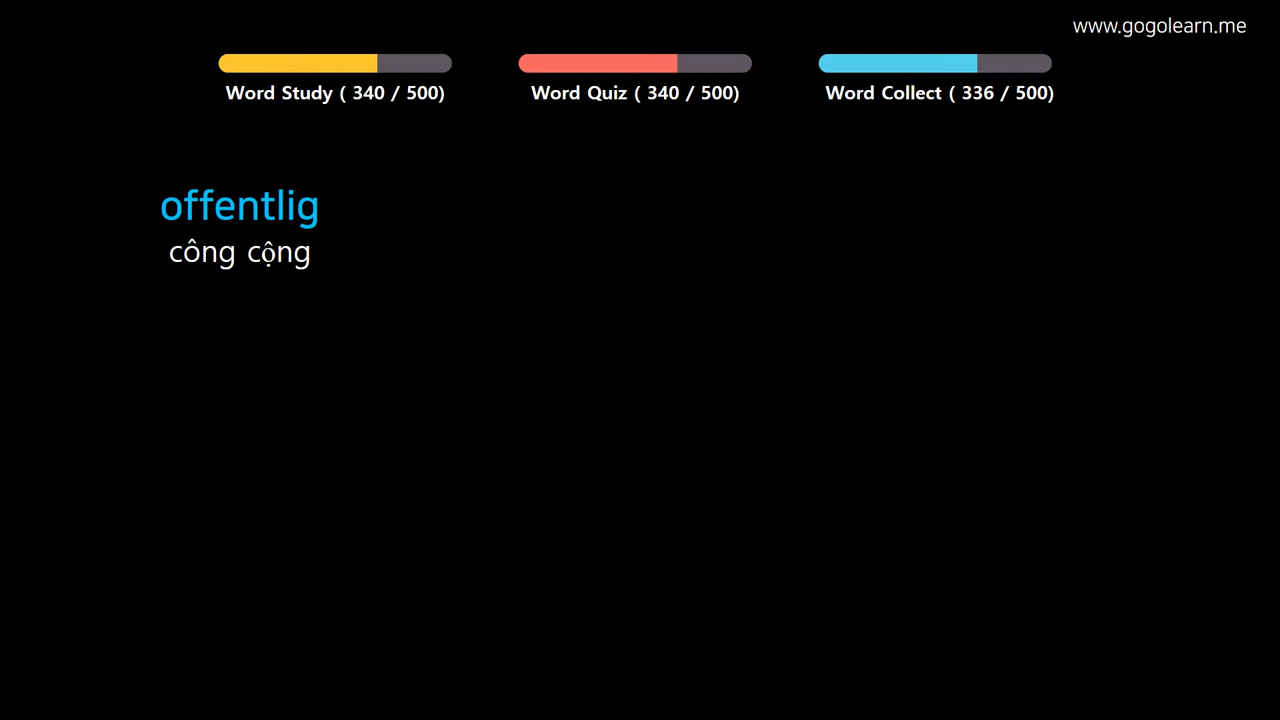 www.gogolearn.me
Word Study ( 340 / 500)
Word Quiz ( 340 / 500)
Word Collect ( 336 / 500)
offentlig
công cộng